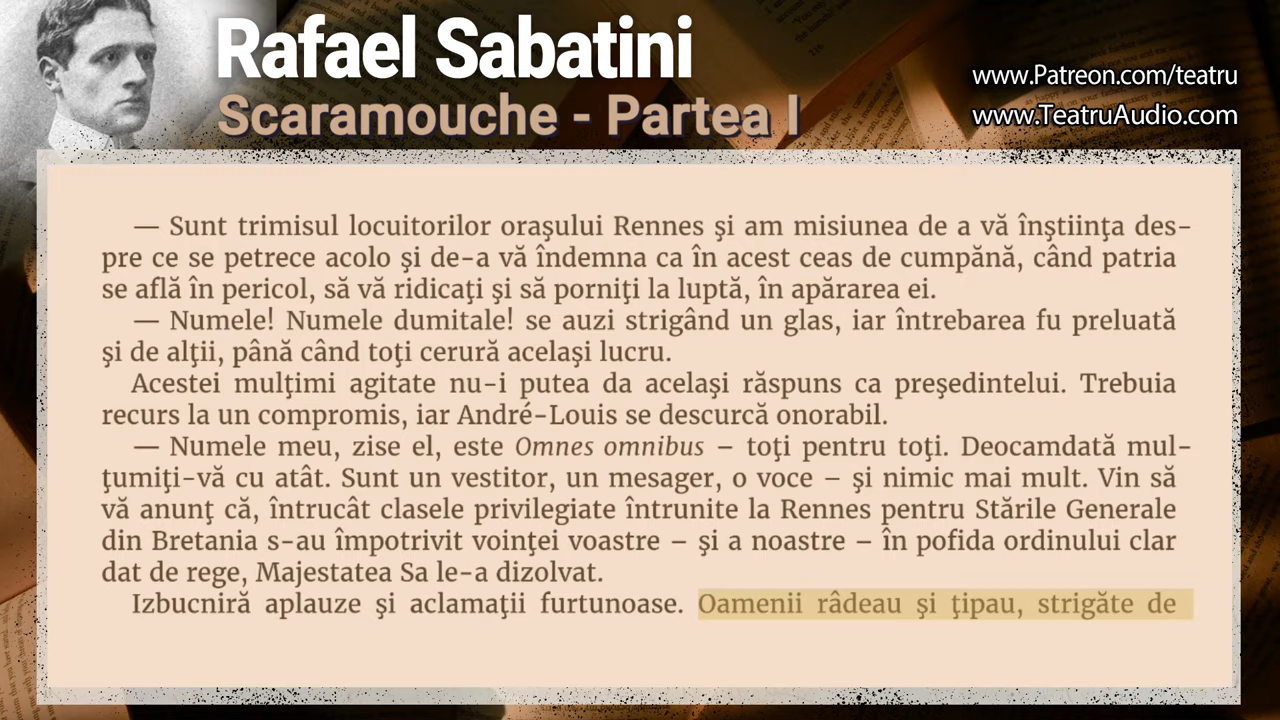 Rafael Sabatini
Scaramouche - Partea I
www.Patreon.com/teatru
www.TeatruAudio.com
— Sunt trimisul locuitorilor oraşului Rennes şi am misiunea de a vă înştiinţa des-
pre ce se petrece acolo şi de-a vă îndemna ca în acest ceas de cumpănă, când patria
se află în pericol, să vă ridicaţi şi să porniţi la luptă, în apărarea ei.
— Numele! Numele dumitale! se auzi strigând un glas, iar întrebarea fu preluată
şi de alţii, până când toţi cerură acelaşi lucru.
Acestei mulţimi agitate nu-i putea da acelaşi răspuns ca preşedintelui. Trebuia
recurs la un compromis, iar André-Louis se descurcă onorabil.
— Numele meu, zise el, este Omnes omnibus – toţi pentru toţi. Deocamdată mul-
ţumiţi-vă cu atât. Sunt un vestitor, un mesager, o voce – şi nimic mai mult. Vin să
vă anunţ că, întrucât clasele privilegiate întrunite la Rennes pentru Stările Generale
din Bretania s-au împotrivit voinţei voastre – şi a noastre – în pofida ordinului clar
dat de rege, Majestatea Sa le-a dizolvat.
Izbucniră aplauze şi aclamaţii furtunoase. Oamenii râdeau şi ţipau, strigăte de